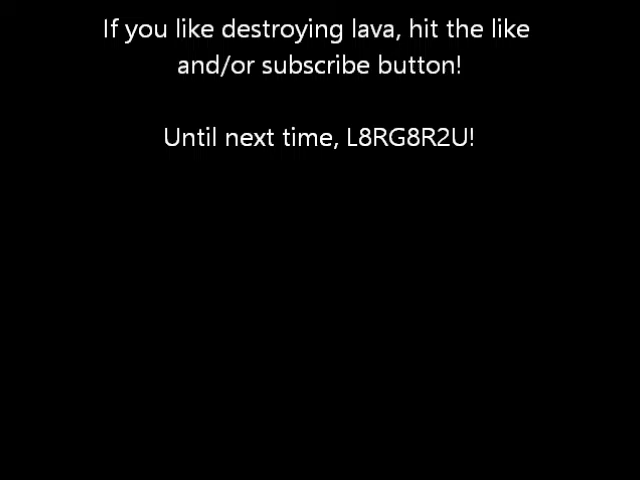 If you like destroying lava, hit the like
and/or subscribe button!
Until next time, L8RG8R2U!